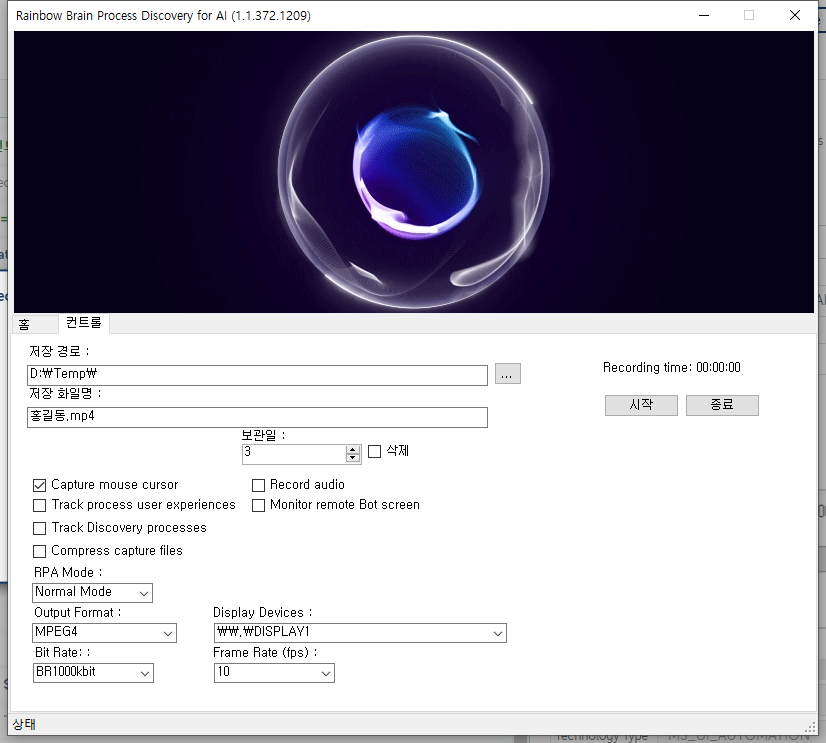 Rainbow Brain Process Discovery for AI (1.1.372.1209)
홈 컨트롤
저장 경로 :
D:₩Temp₩ ...
Recording time: 00:00:00
저장 화일명 :
홍길동.mp4
시작 종료
보관일 :
3 삭제
Capture mouse cursor Record audio
Track process user experiences Monitor remote Bot screen
Track Discovery processes
Compress capture files
RPA Mode :
Normal Mode
Output Format : Display Devices :
MPEG4 ₩₩.₩DISPLAY1
Bit Rate: : Frame Rate (fps) :
BR1000kbit 10
상태
Technology Type MS_UI_AUTOMATION